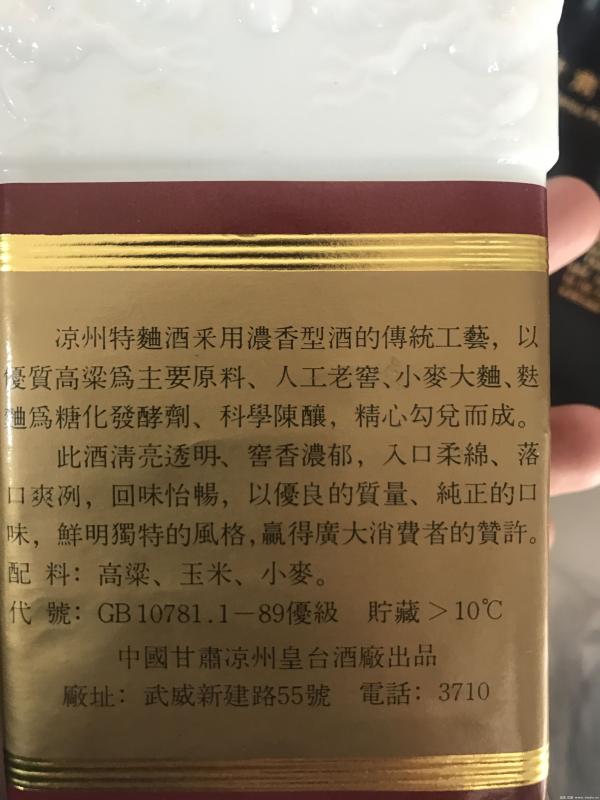 凉州特麯酒采用濃香型酒的傳統工藝，以
優質高粱爲主要原料、人工老窖、小麥大麯、麩
麯爲糖化發酵劑、科學陳釀，精心勾兌而成。
此酒清亮透明、窖香濃郁，入口柔綿、落
口爽冽，回味怡暢，以優良的質量、純正的口
味，鮮明獨特的風格，贏得廣大消費者的贊許。
配 料：高粱、玉米、小麥。
代 號：GB10781.1－89優級 貯藏＞10℃
中國甘肅凉州皇台酒廠出品
廠址：武威新建路55號 電話：3710